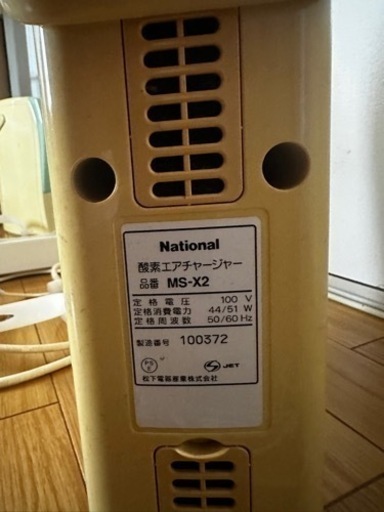 National
酸素エアチャージャー
品番 MS-X2
定格電圧 100 V
定格消費電力 44/51 W
定格周波数 50/60 Hz
製造番号 100372
PS E JET
松下電器産業株式会社